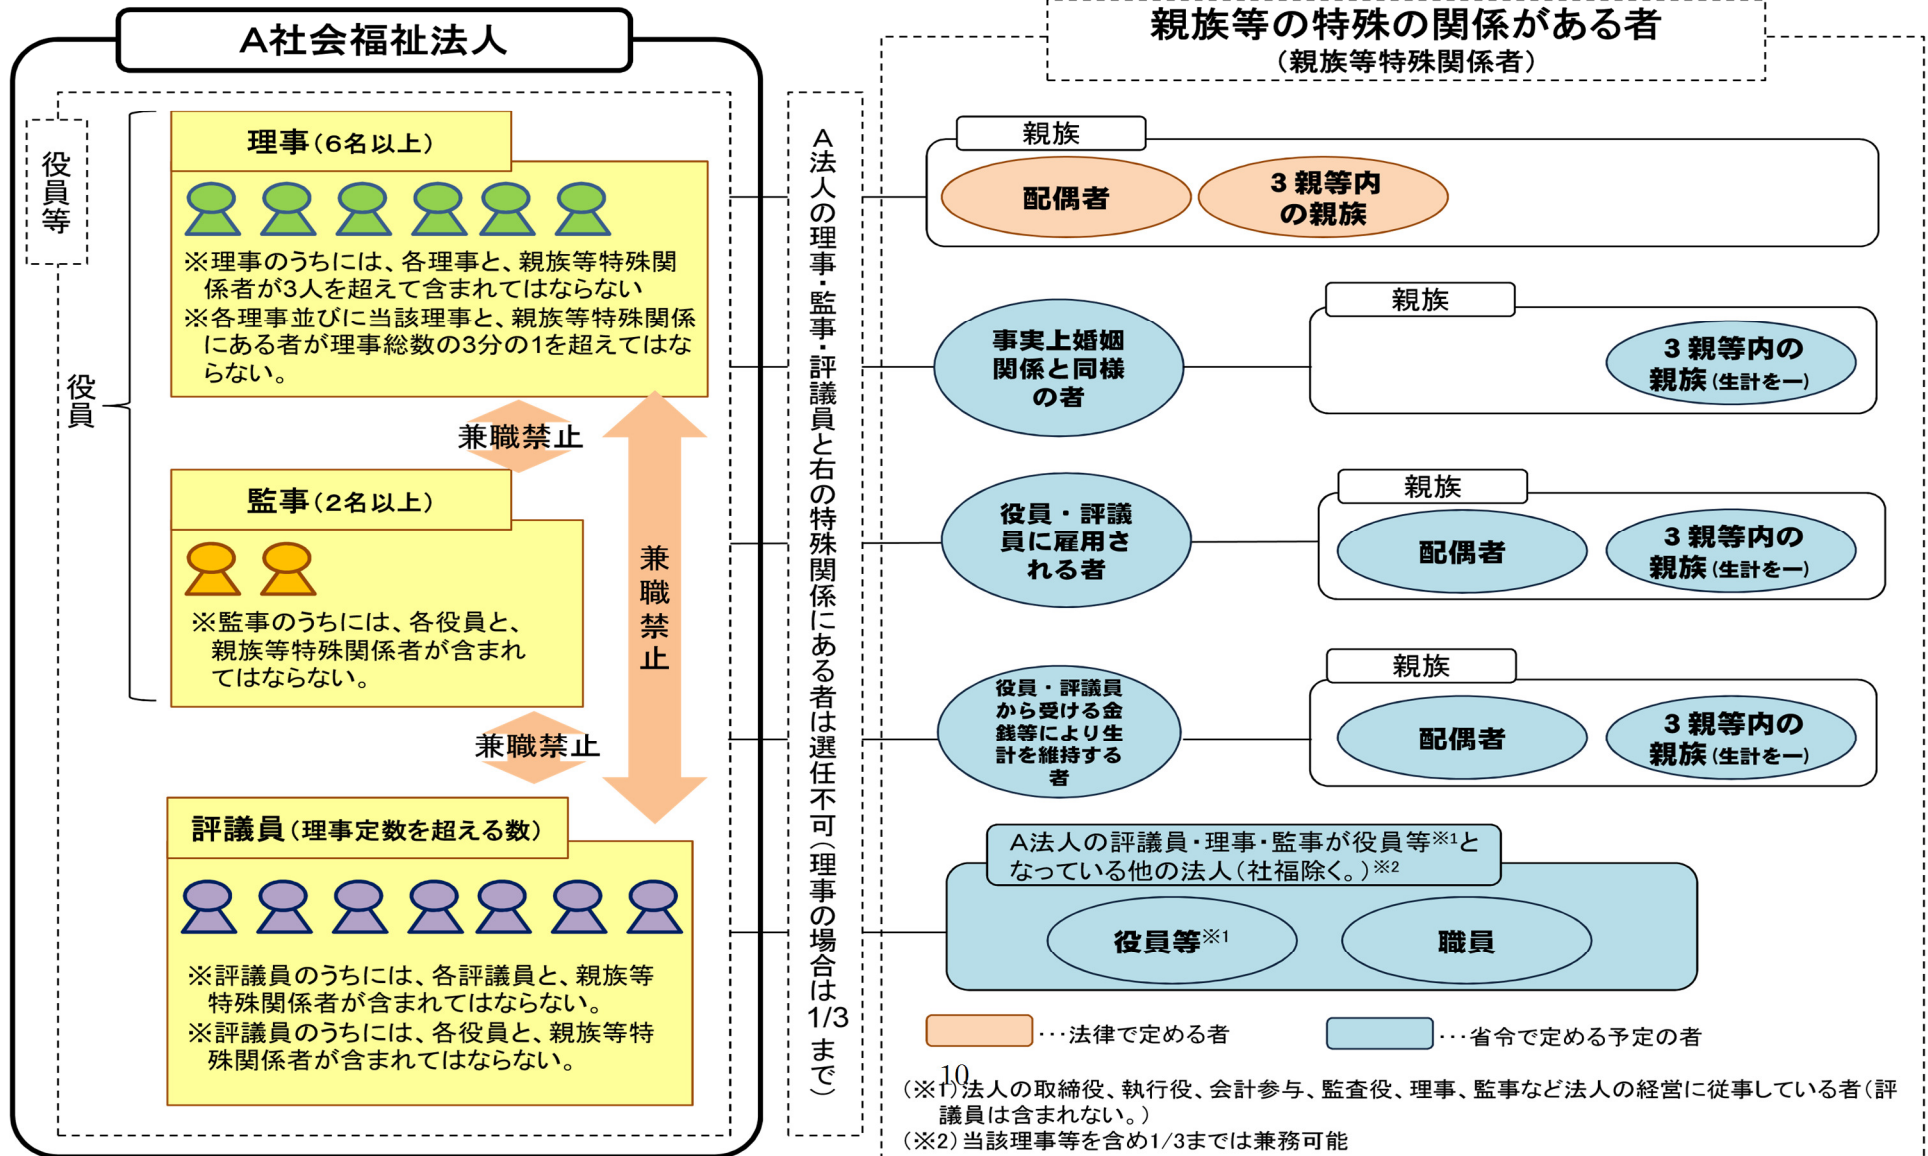 A社会福祉法人
役員等
役員
理事(6名以上)
※理事のうちには、各理事と、親族等特殊関
係者が3人を超えて含まれてはならない
※各理事並びに当該理事と、親族等特殊関係
にある者が理事総数の3分の1を超えてはな
らない。
兼職禁止
監事(2名以上)
※監事のうちには、各役員と、
親族等特殊関係者が含まれ
てはならない。
兼職禁止
兼職禁止
評議員(理事定数を超える数)
※評議員のうちには、各評議員と、親族等
特殊関係者が含まれてはならない。
※評議員のうちには、各役員と、親族等特
殊関係者が含まれてはならない。
A法人の理事・監事・評議員と右の特殊関係にある者は選任不可(理事の場合は1/3まで)
親族等の特殊の関係がある者
(親族等特殊関係者)
親族
配偶者
3親等内
の親族
事実上婚姻
関係と同様
の者
親族
3親等内の
親族(生計を一)
役員・評議
員に雇用さ
れる者
親族
配偶者
3親等内の
親族(生計を一)
役員・評議員
から受ける金
銭等により生
計を維持する
者
親族
配偶者
3親等内の
親族(生計を一)
A法人の評議員・理事・監事が役員等※1と
なっている他の法人(社福除く。)※2
役員等※1
職員
…法律で定める者
…省令で定める予定の者
10
(※1)法人の取締役、執行役、会計参与、監査役、理事、監事など法人の経営に従事している者(評
議員は含まれない。)
(※2)当該理事等を含め1/3までは兼務可能